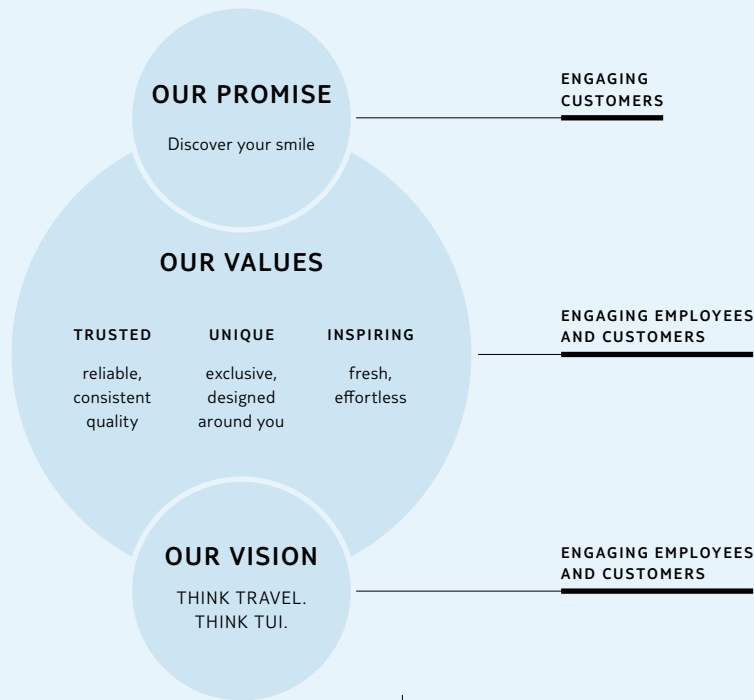 OUR PROMISE
Discover your smile
ENGAGING
CUSTOMERS
OUR VALUES
TRUSTED
reliable,
consistent
quality
UNIQUE
exclusive,
designed
around you
INSPIRING
fresh,
effortless
ENGAGING EMPLOYEES
AND CUSTOMERS
OUR VISION
THINK TRAVEL.
THINK TUI.
ENGAGING EMPLOYEES
AND CUSTOMERS